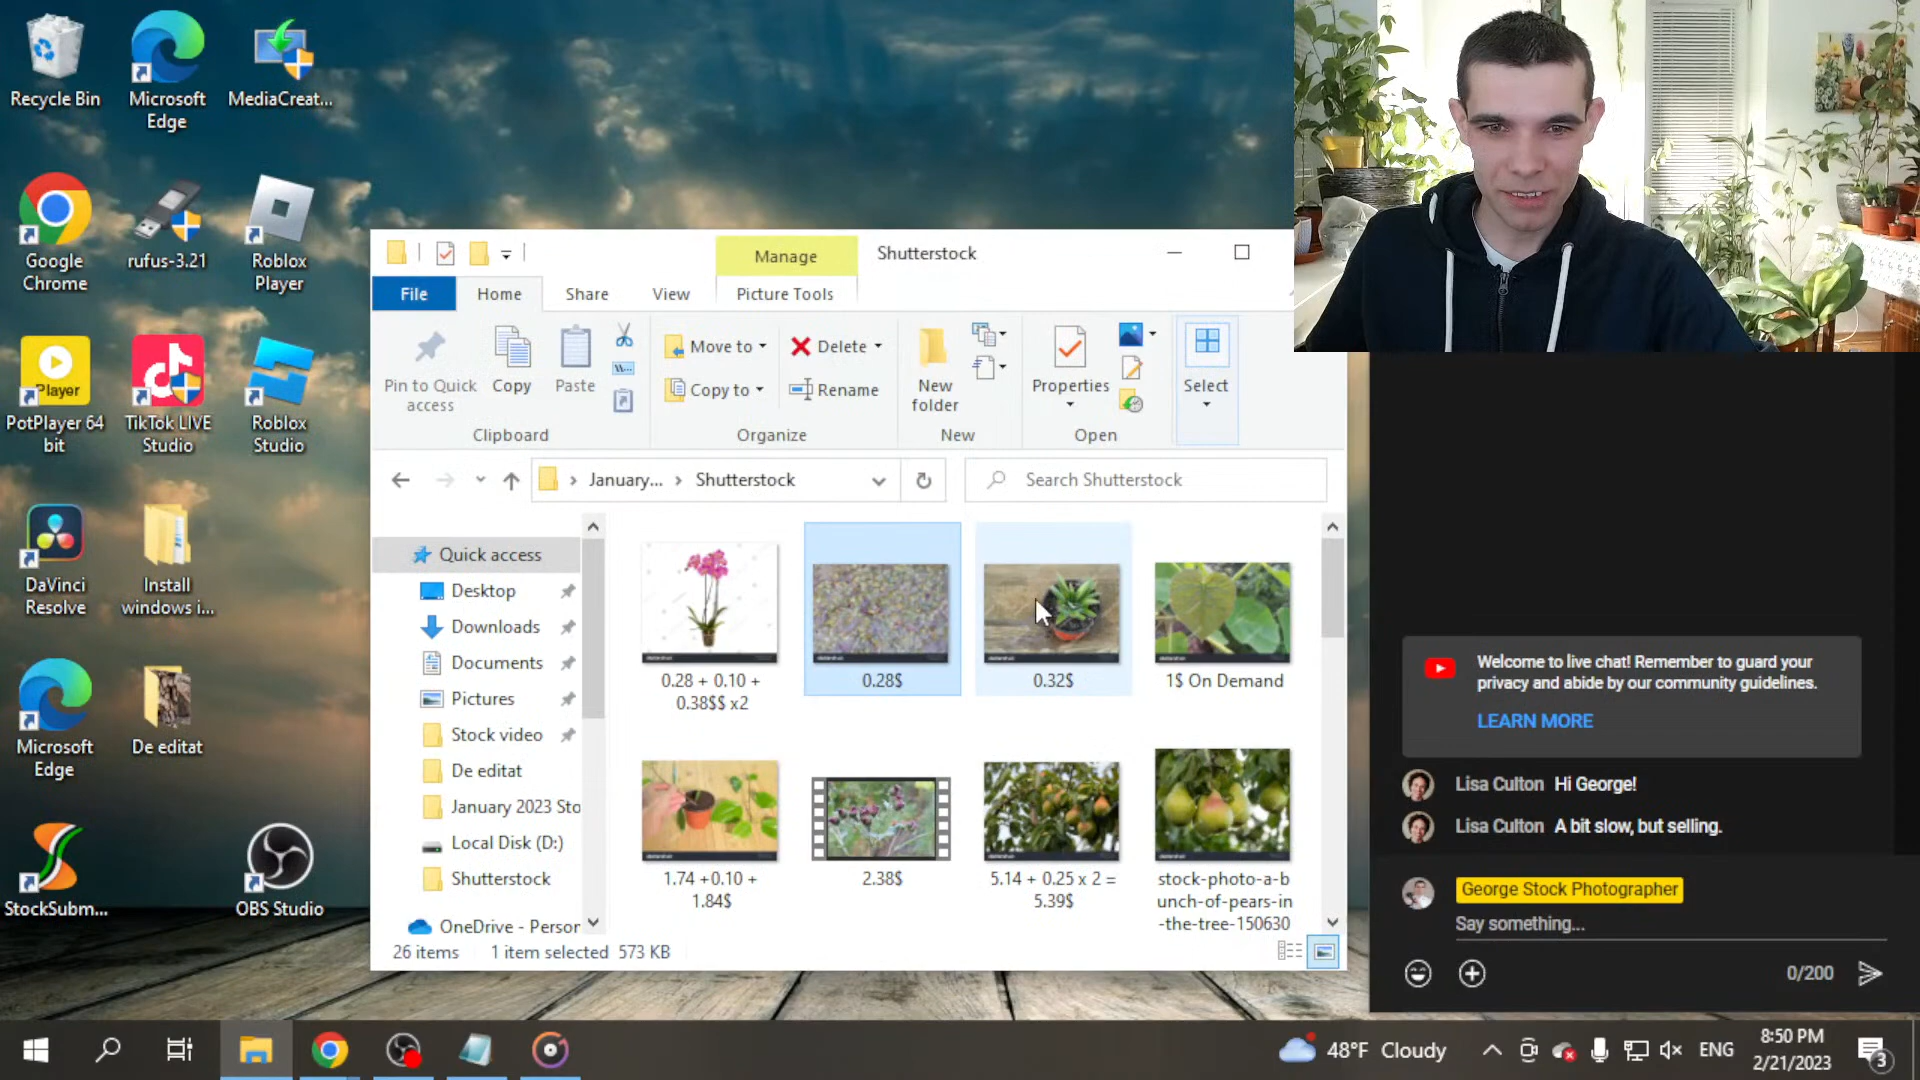 Recycle Bin
Microsoft
Edge
MediaCreat...
Google
Chrome
rufus-3.21
Roblox
Player
Player
PotPlayer 64
bit
TikTok LIVE
Studio
Roblox
Studio
DaVinci
Resolve
Install
windows i...
Microsoft
Edge
De editat
StockSubm...
OBS Studio
Manage
Shutterstock
File
Home
Share
View
Picture Tools
Pin to Quick
access
Copy
Paste
Move to
Copy to
Delete
Rename
New
folder
Properties
Select
Clipboard
Organize
New
Open
January...
Shutterstock
Search Shutterstock
Quick access
Desktop
Downloads
Documents
Pictures
Stock video
De editat
January 2023 Sto
Local Disk (D:)
Shutterstock
OneDrive - Person
0.28 + 0.10 +
0.38$$ x2
0.28$
0.32$
1$ On Demand
1.74 +0.10 +
1.84$
2.38$
5.14 + 0.25 x 2 =
5.39$
stock-photo-a-b
unch-of-pears-in
-the-tree-150630
26 items
1 item selected 573 KB
Welcome to live chat! Remember to guard your
privacy and abide by our community guidelines.
LEARN MORE
Lisa Culton Hi George!
Lisa Culton A bit slow, but selling.
George Stock Photographer
Say something...
0/200
48°F Cloudy
ENG
8:50 PM
2/21/2023
3